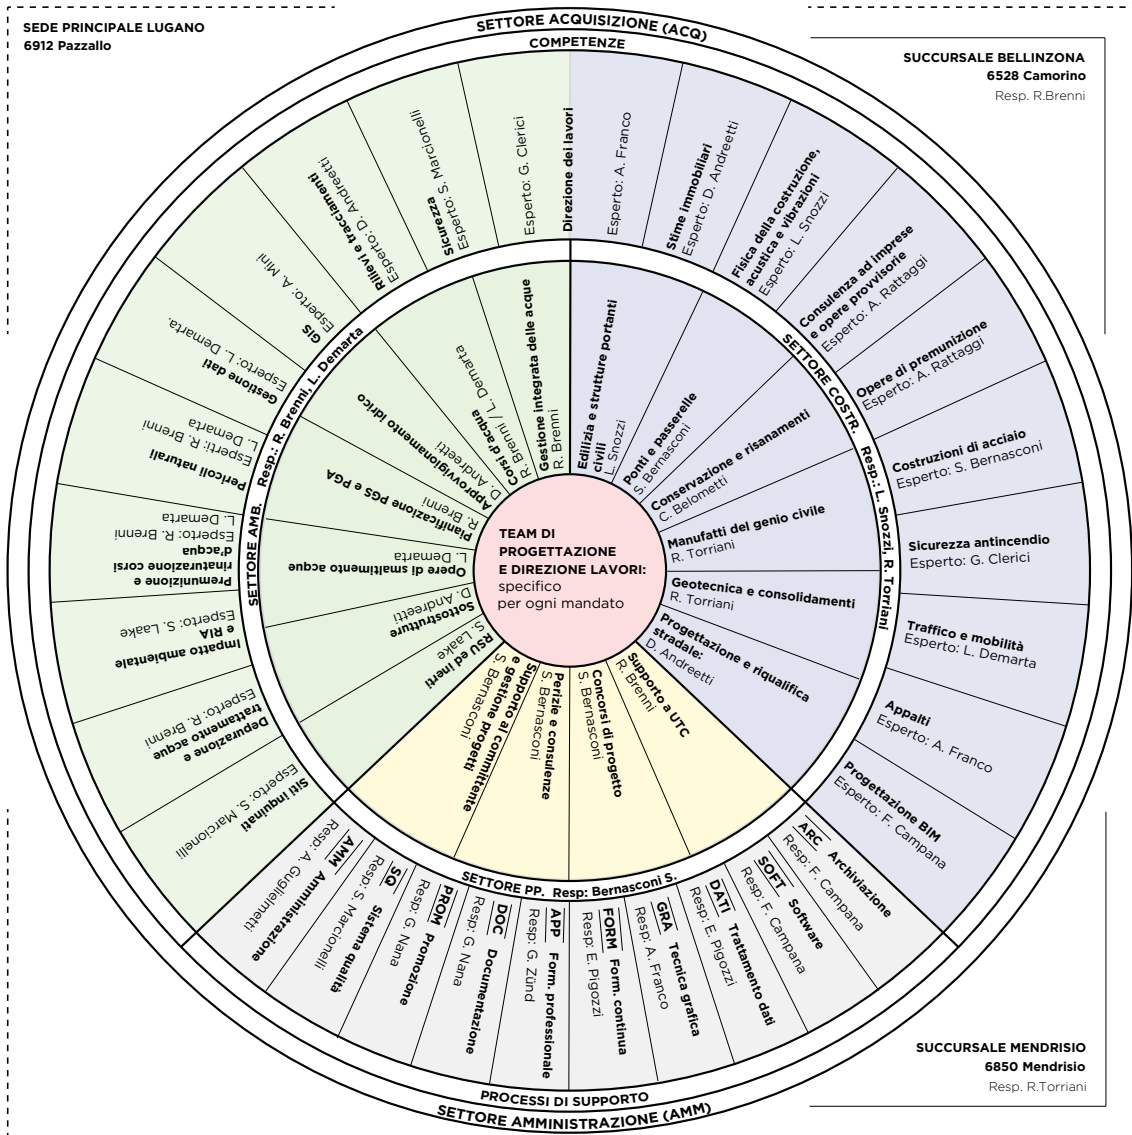 SEDE PRINCIPALE LUGANO
6912 Pazzallo
SUCCURSALE BELLINZONA
6528 Camorino
Resp. R.Brenni
SETTORE ACQUISIZIONE (ACQ)
COMPETENZE
Direzione dei lavori
Esperto: A. Franco
Stime immobiliari
Esperto: D. Andreetti
Fisica della costruzione,
acustica e vibrazioni
Esperto: L. Snozzi
Consulenza ad imprese
e opere provvisorie
Esperto: A. Rattaggi
Opere di premunizione
Esperto: A. Rattaggi
Costruzioni di acciaio
Esperto: S. Bernasconi
Sicurezza antincendio
Esperto: G. Clerici
Traffico e mobilità
Esperto: L. Demarta
Appalti
Esperto: A. Franco
Progettazione BIM
Esperto: F. Campana
ARC Archiviazione
Resp: F. Campana
SOFT Software
Resp: F. Campana
DATI Trattamento dati
Resp: E. Pigozzi
GRA Tecnica grafica
Resp: A. Franco
FORM Form. continua
Resp: E. Pigozzi
APP Form. professionale
Resp: G. Zünd
DOC Documentazione
Resp: G. Nana
PROM promozione
Resp: G. Nana
SQ Sistema qualità
Resp: S. Marcionelli
AMM Amministrazione
Resp: A. Guglielmetti
Siti inquinati
Esperto: S. Marcionelli
Depurazione e
trattamento acque
Esperto: R. Brenni
Impatto ambientale
e RIA
Esperto: S. Laake
Premunizione e
rinaturazione corsi
d'acqua
Esperto: R. Brenni
L. Demarta
Pericoli naturali
Esperti: R. Brenni
L. Demarta
Gestione dati
Esperto: L. Demarta.
GIS
Esperto: A. Mini
Rilievi e tracciamenti
Esperto: D. Andreetti
Sicurezza
Esperto: S. Marcionelli
Esperto: G. Clerici
SETTORE COSTR. Resp.: L. Snozzi, R. Torriani
SETTORE PP. Resp: Bernasconi S.
SETTORE AMB. Resp.: R. Brenni, L. Demarta
Edilizia e strutture portanti
civili
L. Snozzi
Ponti e passerelle
S. Bernasconi
Conservazione e risanamenti
C. Belometti
Manufatti del genio civile
R. Torriani
Geotecnica e consolidamenti
R. Torriani
Progettazione e riqualifica
stradale:
D. Andreetti
Supporto a UTC
R. Brenni
Concorsi di progetto
S. Bernasconi
Perizie e consulenze
S. Bernasconi
Supporto al committente
e gestione progetti
S. Bernasconi
RSU ed inerti
S. Laake
Sottostrutture
D. Andreetti
Opere di smaltimento acque
L. Demarta
Pianificazione PGS e PGA
R. Brenni
Approvvigionamento idrico
D. Andreetti:
Corsi d'acqua
R. Brenni / L. Demarta
Gestione integrata delle acque
R. Brenni
TEAM DI
PROGETTAZIONE
E DIREZIONE LAVORI:
specifico
per ogni mandato
PROCESSI DI SUPPORTO
SETTORE AMMINISTRAZIONE (AMM)
SUCCURSALE MENDRISIO
6850 Mendrisio
Resp. R.Torriani